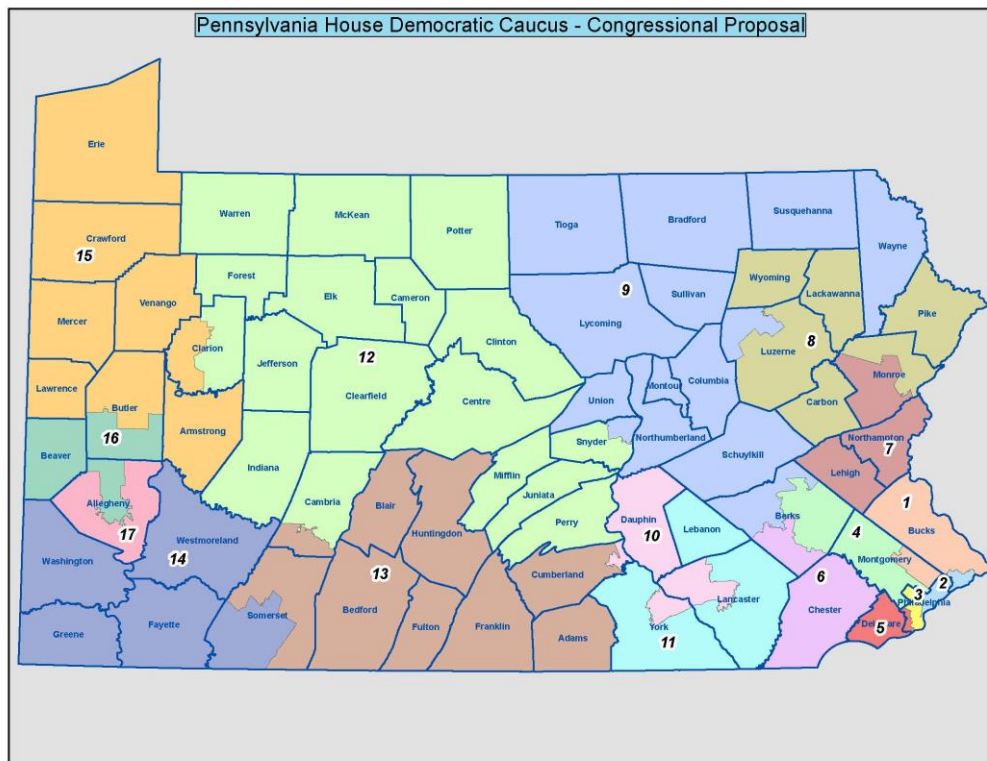 Pennsylvania House Democratic Caucus - Congressional Proposal
Erie
Warren
McKean
Potter
Tioga
Bradford
Susquehanna
Wayne
Crawford
15
Forest
Elk
Cameron
9
Sullivan
Wyoming
Lackawanna
Pike
Mercer
Venango
Clarion
Jefferson
12
Clinton
Lycoming
Luzerne
8
Monroe
Lawrence
Butler
Armstrong
Clearfield
Centre
Union
Montour
Columbia
Carbon
16
Beaver
Indiana
Snyder
Northumberland
Northampton
7
Allegheny
17
Cambria
Blair
Huntingdon
Mifflin
Juniata
Perry
Schuylkill
Lehigh
Dauphin
10
Lebanon
Berks
4
1
Bucks
Washington
14
Westmoreland
13
Cumberland
Montgomery
6
2
3
Philadelphia
Greene
Fayette
Somerset
Bedford
Fulton
Franklin
Adams
York
11
Lancaster
Chester
Delaware
5